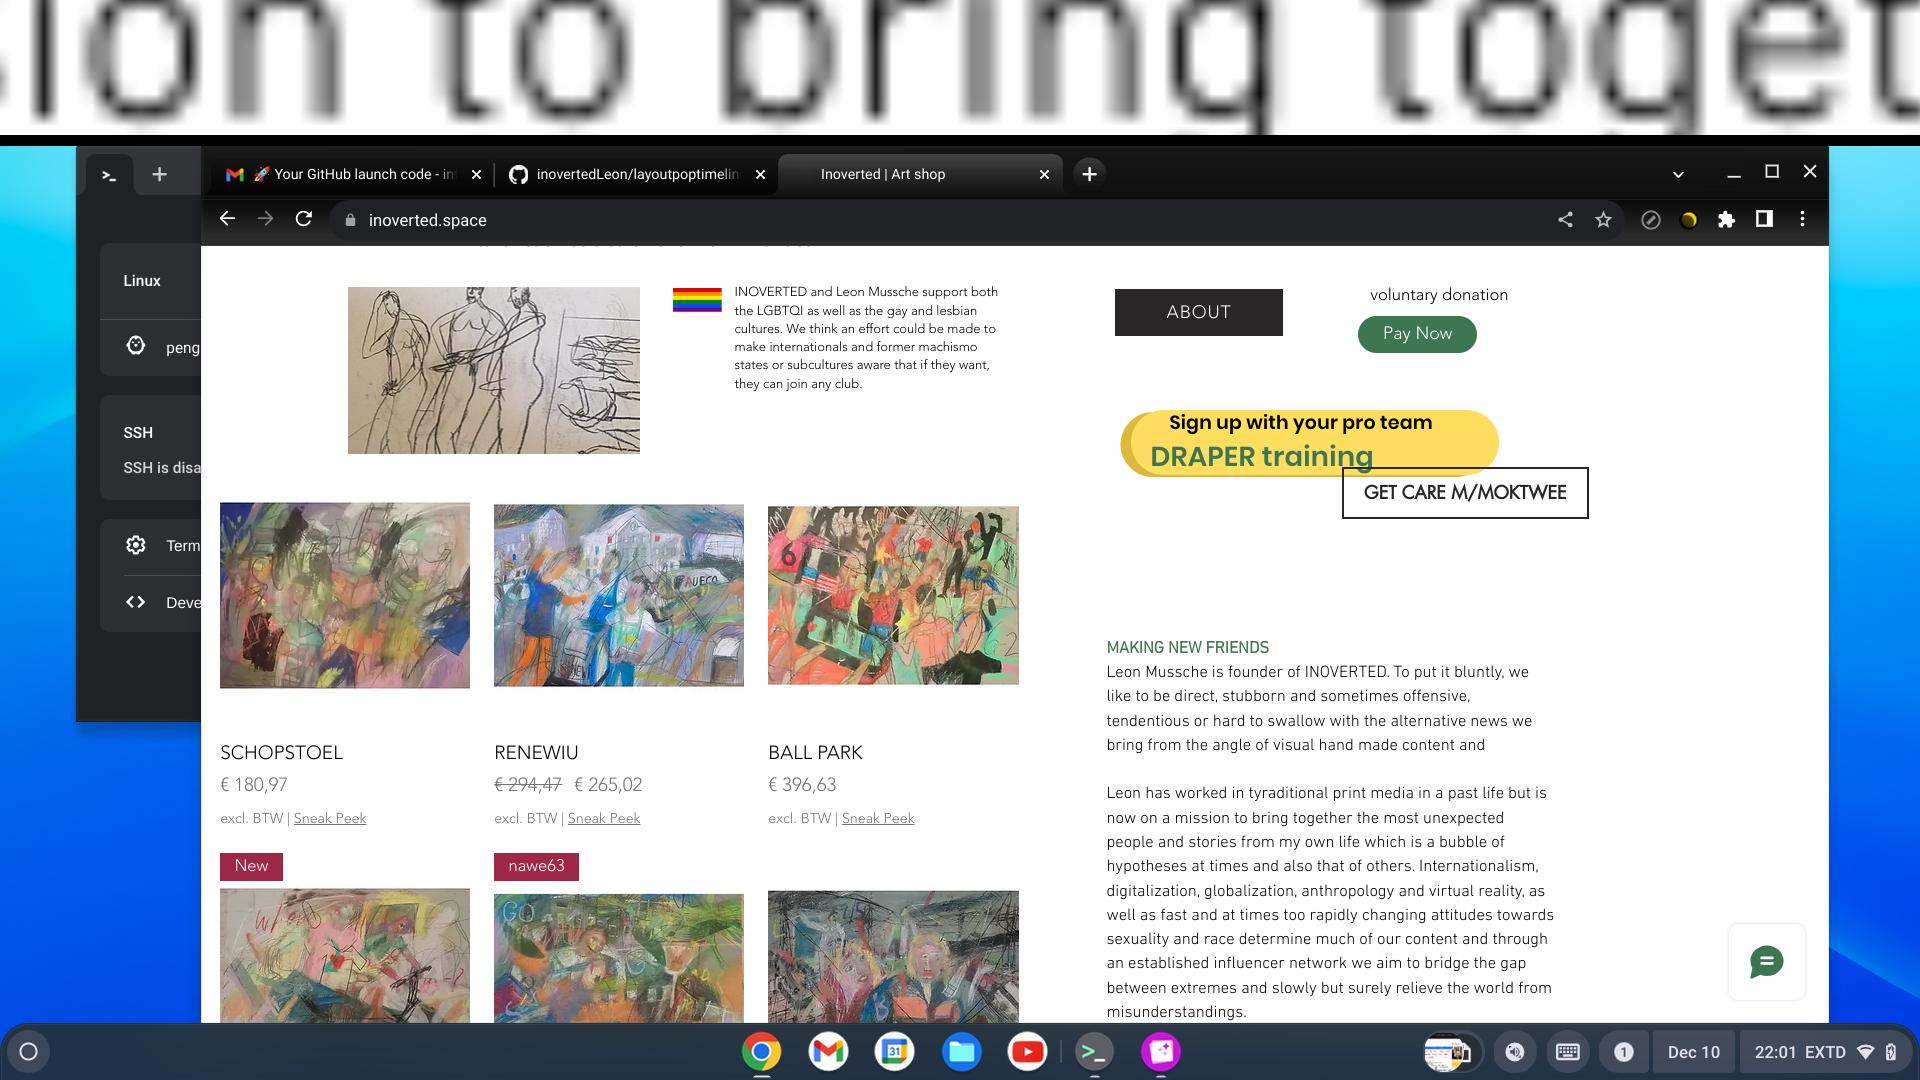 sion to bring toget
🚀 Your GitHub launch code - in
inovertedLeon/layoutpoptimelin
Inoverted | Art shop
inoverted.space
Linux
peng
SSH
SSH is disa
Term
Deve
INOVERTED and Leon Mussche support both
the LGBTQI as well as the gay and lesbian
cultures. We think an effort could be made to
make internationals and former machismo
states or subcultures aware that if they want,
they can join any club.
ABOUT
voluntary donation
Pay Now
Sign up with your pro team
DRAPER training
GET CARE M/MOKTWEE
SCHOPSTOEL
€ 180,97
excl. BTW | Sneak Peek
RENEWIU
€ 294,47 € 265,02
excl. BTW | Sneak Peek
BALL PARK
€ 396,63
excl. BTW | Sneak Peek
New
nawe63
GO
MAKING NEW FRIENDS
Leon Mussche is founder of INOVERTED. To put it bluntly, we
like to be direct, stubborn and sometimes offensive,
tendentious or hard to swallow with the alternative news we
bring from the angle of visual hand made content and
Leon has worked in tyraditional print media in a past life but is
now on a mission to bring together the most unexpected
people and stories from my own life which is a bubble of
hypotheses at times and also that of others. Internationalism,
digitalization, globalization, anthropology and virtual reality, as
well as fast and at times too rapidly changing attitudes towards
sexuality and race determine much of our content and through
an established influencer network we aim to bridge the gap
between extremes and slowly but surely relieve the world from
misunderstandings.
31
1
Dec 10
22:01 EXTD